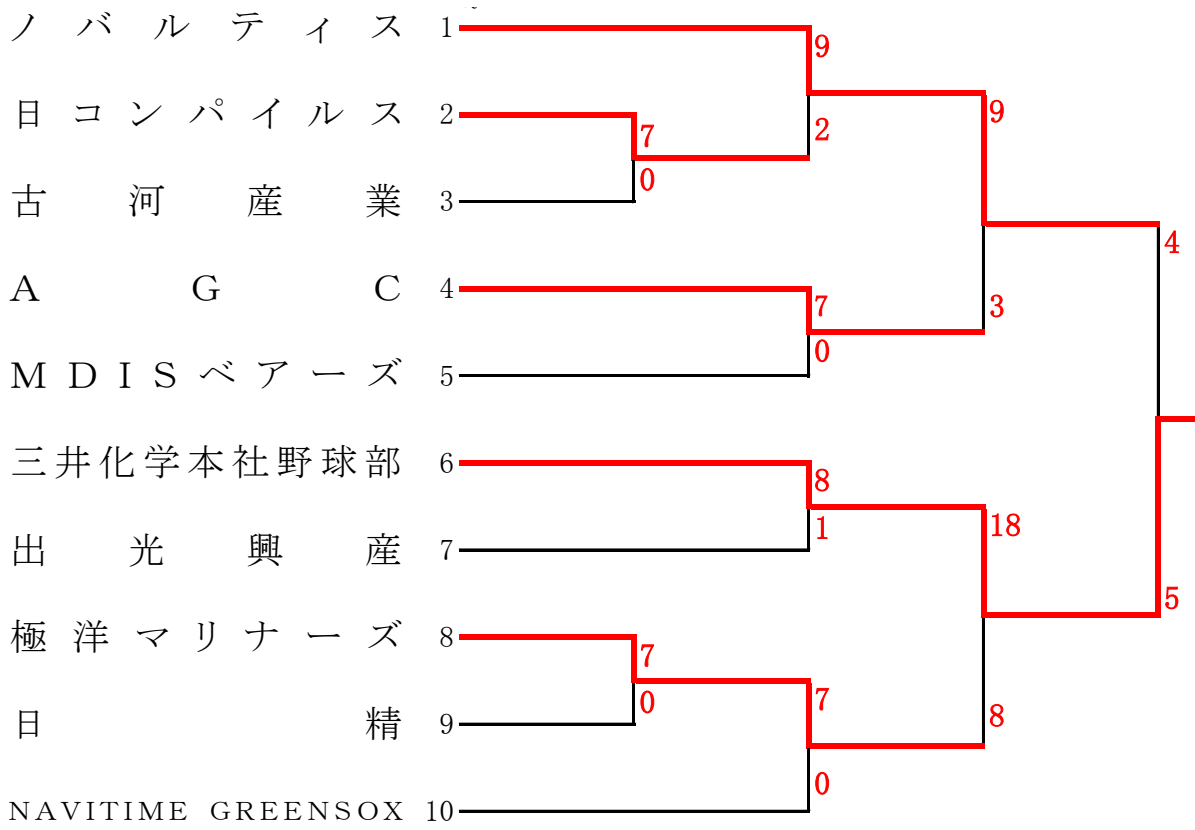 ノバルティス 1
9
9
日コンパイルス 2
7
2
0
古河産業 3
4
AGC 4
7
3
0
MDISベアーズ 5
三井化学本社野球部 6
8
1
18
出光興産 7
5
極洋マリナーズ 8
7
0
7
8
日精 9
0
NAVITIME GREENSOX 10